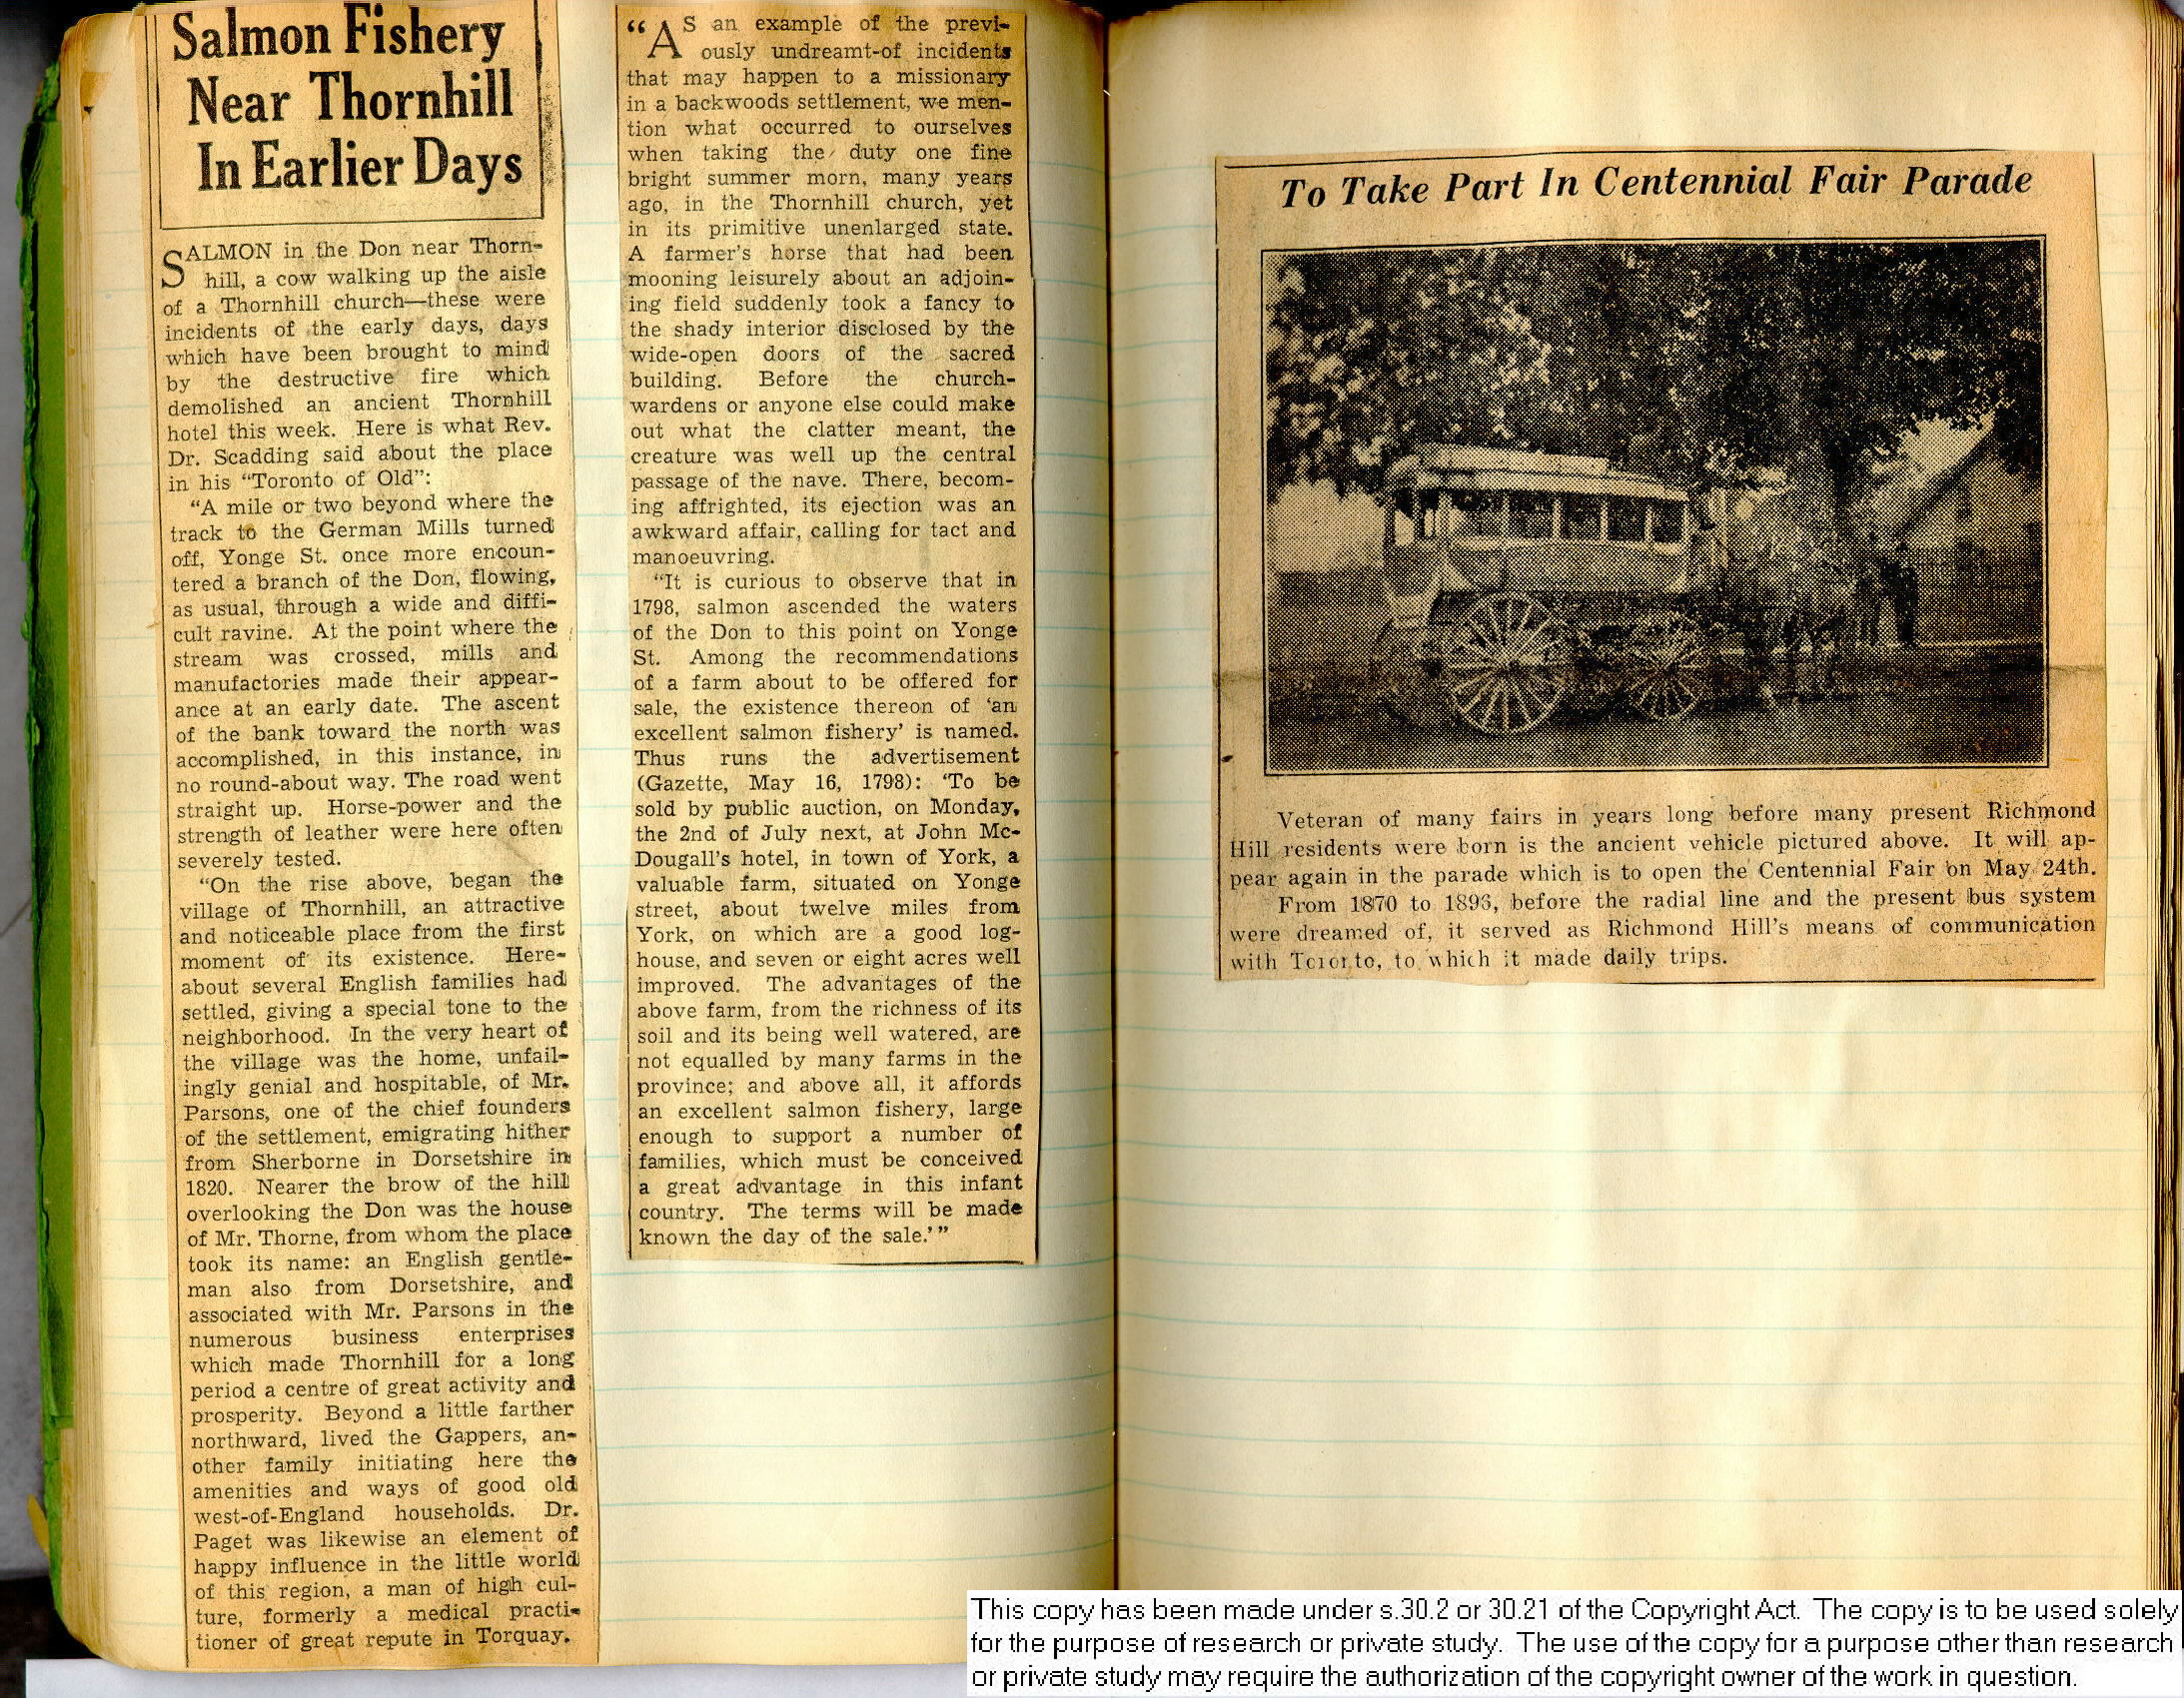 Salmon Fishery
Near Thornhill
In Earlier Days
SALMON in the Don near Thorn-
hill, a cow walking up the aisle
of a Thornhill church—these were
incidents of the early days, days
which have been brought to mind
by the destructive fire which
demolished an ancient Thornhill
hotel this week. Here is what Rev.
Dr. Scadding said about the place
in his "Toronto of Old":
"A mile or two beyond where the
track to the German Mills turned
off, Yonge St. once more encoun-
tered a branch of the Don, flowing,
as usual, through a wide and diffi-
cult ravine. At the point where the
stream was crossed, mills and
manufactories made their appear-
ance at an early date. The ascent
of the bank toward the north was
accomplished, in this instance, in
no round-about way. The road went
straight up. Horse-power and the
strength of leather were here often
severely tested.
"On the rise above, began the
village of Thornhill, an attractive
and noticeable place from the first
moment of its existence. Here-
about several English families had
settled, giving a special tone to the
neighborhood. In the very heart of
the village was the home, unfail-
ingly genial and hospitable, of Mr.
Parsons, one of the chief founders
of the settlement, emigrating hither
from Sherborne in Dorsetshire in
1820. Nearer the brow of the hill
overlooking the Don was the house
of Mr. Thorne, from whom the place
took its name: an English gentle-
man also from Dorsetshire, and
associated with Mr. Parsons in the
numerous business enterprises
which made Thornhill for a long
period a centre of great activity and
prosperity. Beyond a little farther
northward, lived the Gappers, an-
other family initiating here the
amenities and ways of good old
west-of-England households. Dr.
Paget was likewise an element of
happy influence in the little world
of this region, a man of high cul-
ture, formerly a medical practi-
tioner of great repute in Torquay.
"AS an example of the previ-
ously undreamt-of incidents
that may happen to a missionary
in a backwoods settlement, we men-
tion what occurred to ourselves
when taking the duty one fine
bright summer morn, many years
ago, in the Thornhill church, yet
in its primitive unenlarged state.
A farmer's horse that had been
mooning leisurely about an adjoin-
ing field suddenly took a fancy to
the shady interior disclosed by the
wide-open doors of the sacred
building. Before the church-
wardens or anyone else could make
out what the clatter meant, the
creature was well up the central
passage of the nave. There, becom-
ing affrighted, its ejection was an
awkward affair, calling for tact and
manoeuvring.
"It is curious to observe that in
1798, salmon ascended the waters
of the Don to this point on Yonge
St. Among the recommendations
of a farm about to be offered for
sale, the existence thereon of 'an
excellent salmon fishery' is named.
Thus runs the advertisement
(Gazette, May 16, 1798): 'To be
sold by public auction, on Monday,
the 2nd of July next, at John Mc-
Dougall's hotel, in town of York, a
valuable farm, situated on Yonge
street, about twelve miles from
York, on which are a good log-
house, and seven or eight acres well
improved. The advantages of the
above farm, from the richness of its
soil and its being well watered, are
not equalled by many farms in the
province; and above all, it affords
an excellent salmon fishery, large
enough to support a number of
families, which must be conceived
a great advantage in this infant
country. The terms will be made
known the day of the sale.'"
To Take Part In Centennial Fair Parade
Veteran of many fairs in years long before many present Richmond
Hill residents were born is the ancient vehicle pictured above. It will ap-
pear again in the parade which is to open the Centennial Fair on May 24th.
From 1870 to 1896, before the radial line and the present bus system
were dreamed of, it served as Richmond Hill's means of communication
with Toronto, to which it made daily trips.
This copy has been made under s.30.2 or 30.21 of the Copyright Act. The copy is to be used solely
for the purpose of research or private study. The use of the copy for a purpose other than research
or private study may require the authorization of the copyright owner of the work in question.